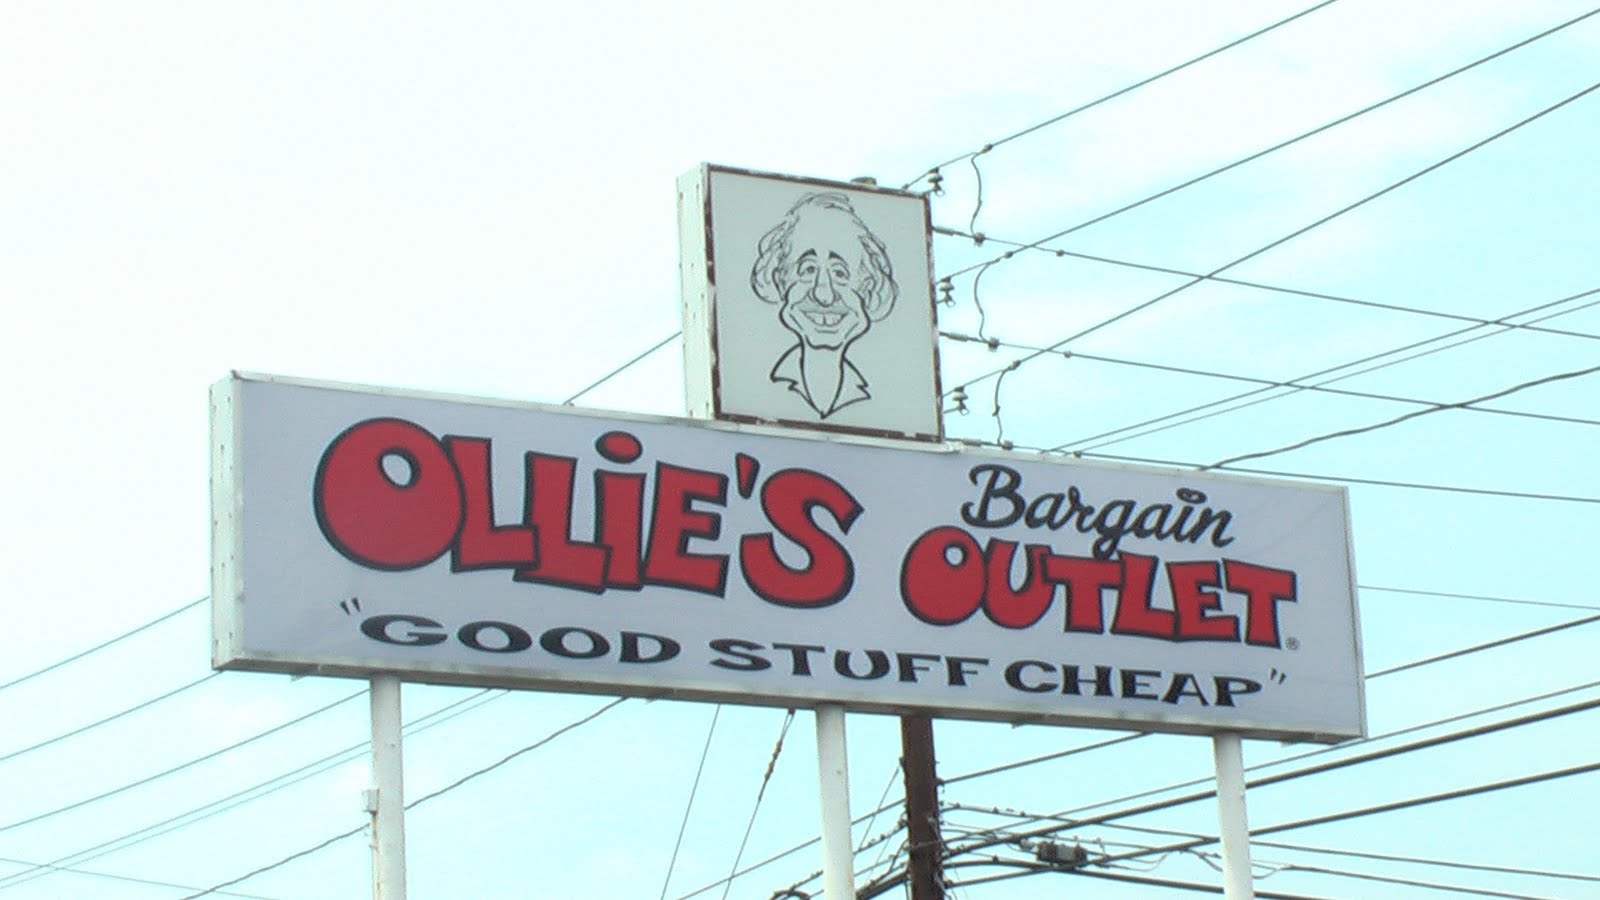 OLLiE'S Bargain
OUTLET®
"GOOD STUFF CHEAP"